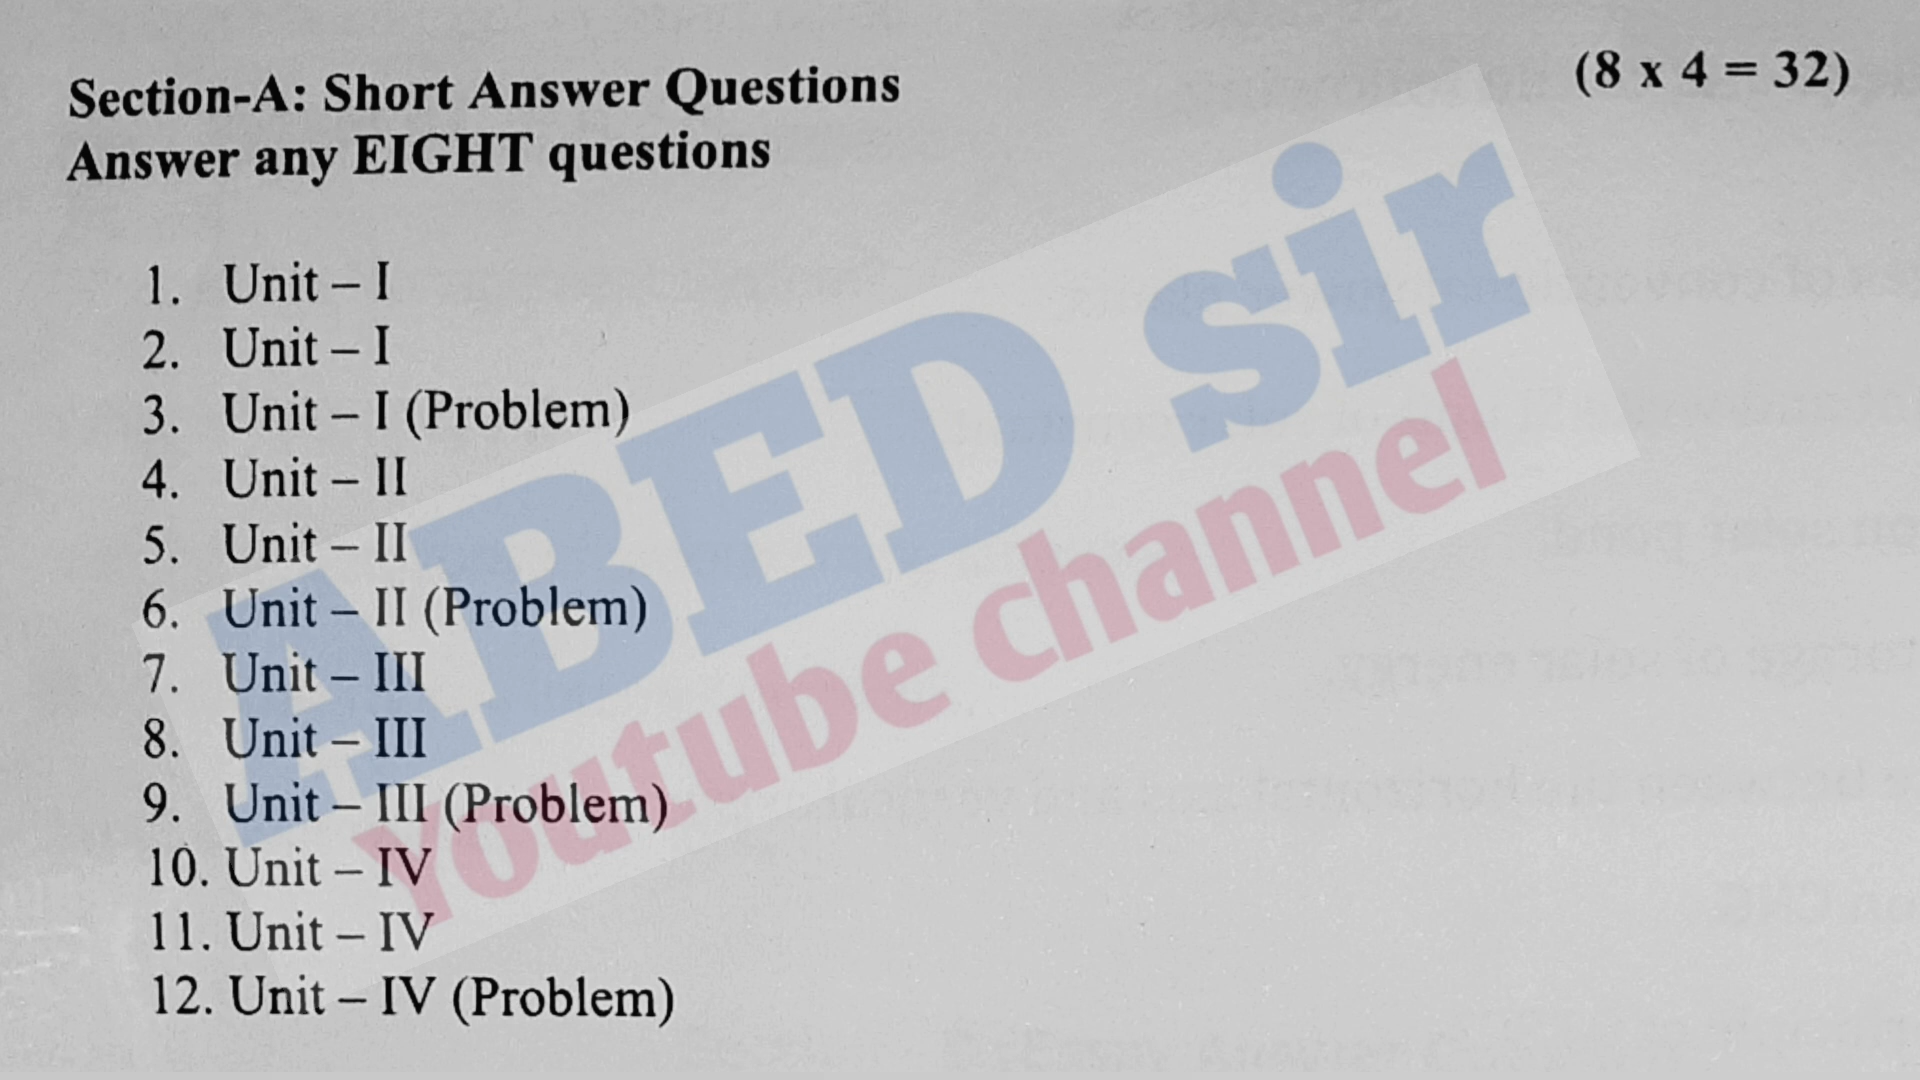 (8 x 4 = 32)
Section-A: Short Answer Questions
Answer any EIGHT questions
1. Unit – I
2. Unit – I
3. Unit – I (Problem)
4. Unit – II
5. Unit – II
6. Unit – II (Problem)
7. Unit – III
8. Unit – III
9. Unit – III (Problem)
10. Unit – IV
11. Unit – IV
12. Unit – IV (Problem)
ABED sir
Youtube channel